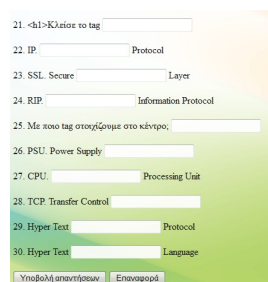 21. <h1>Κλείσε το tag
22. IP. Protocol
23. SSL. Secure Layer
24. RIP. Information Protocol
25. Με ποιο tag στοιχίζουμε στο κέντρο;
26. PSU. Power Supply
27. CPU. Processing Unit
28. TCP. Transfer Control
29. Hyper Text Protocol
30. Hyper Text Language
Υποβολή απαντήσεων Επαναφορά